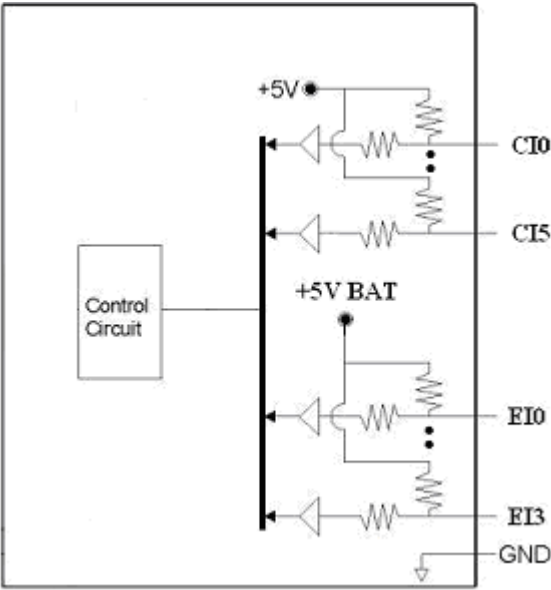 +5V
CI0
CI5
+5V BAT
Control
Circuit
EI0
EI3
GND